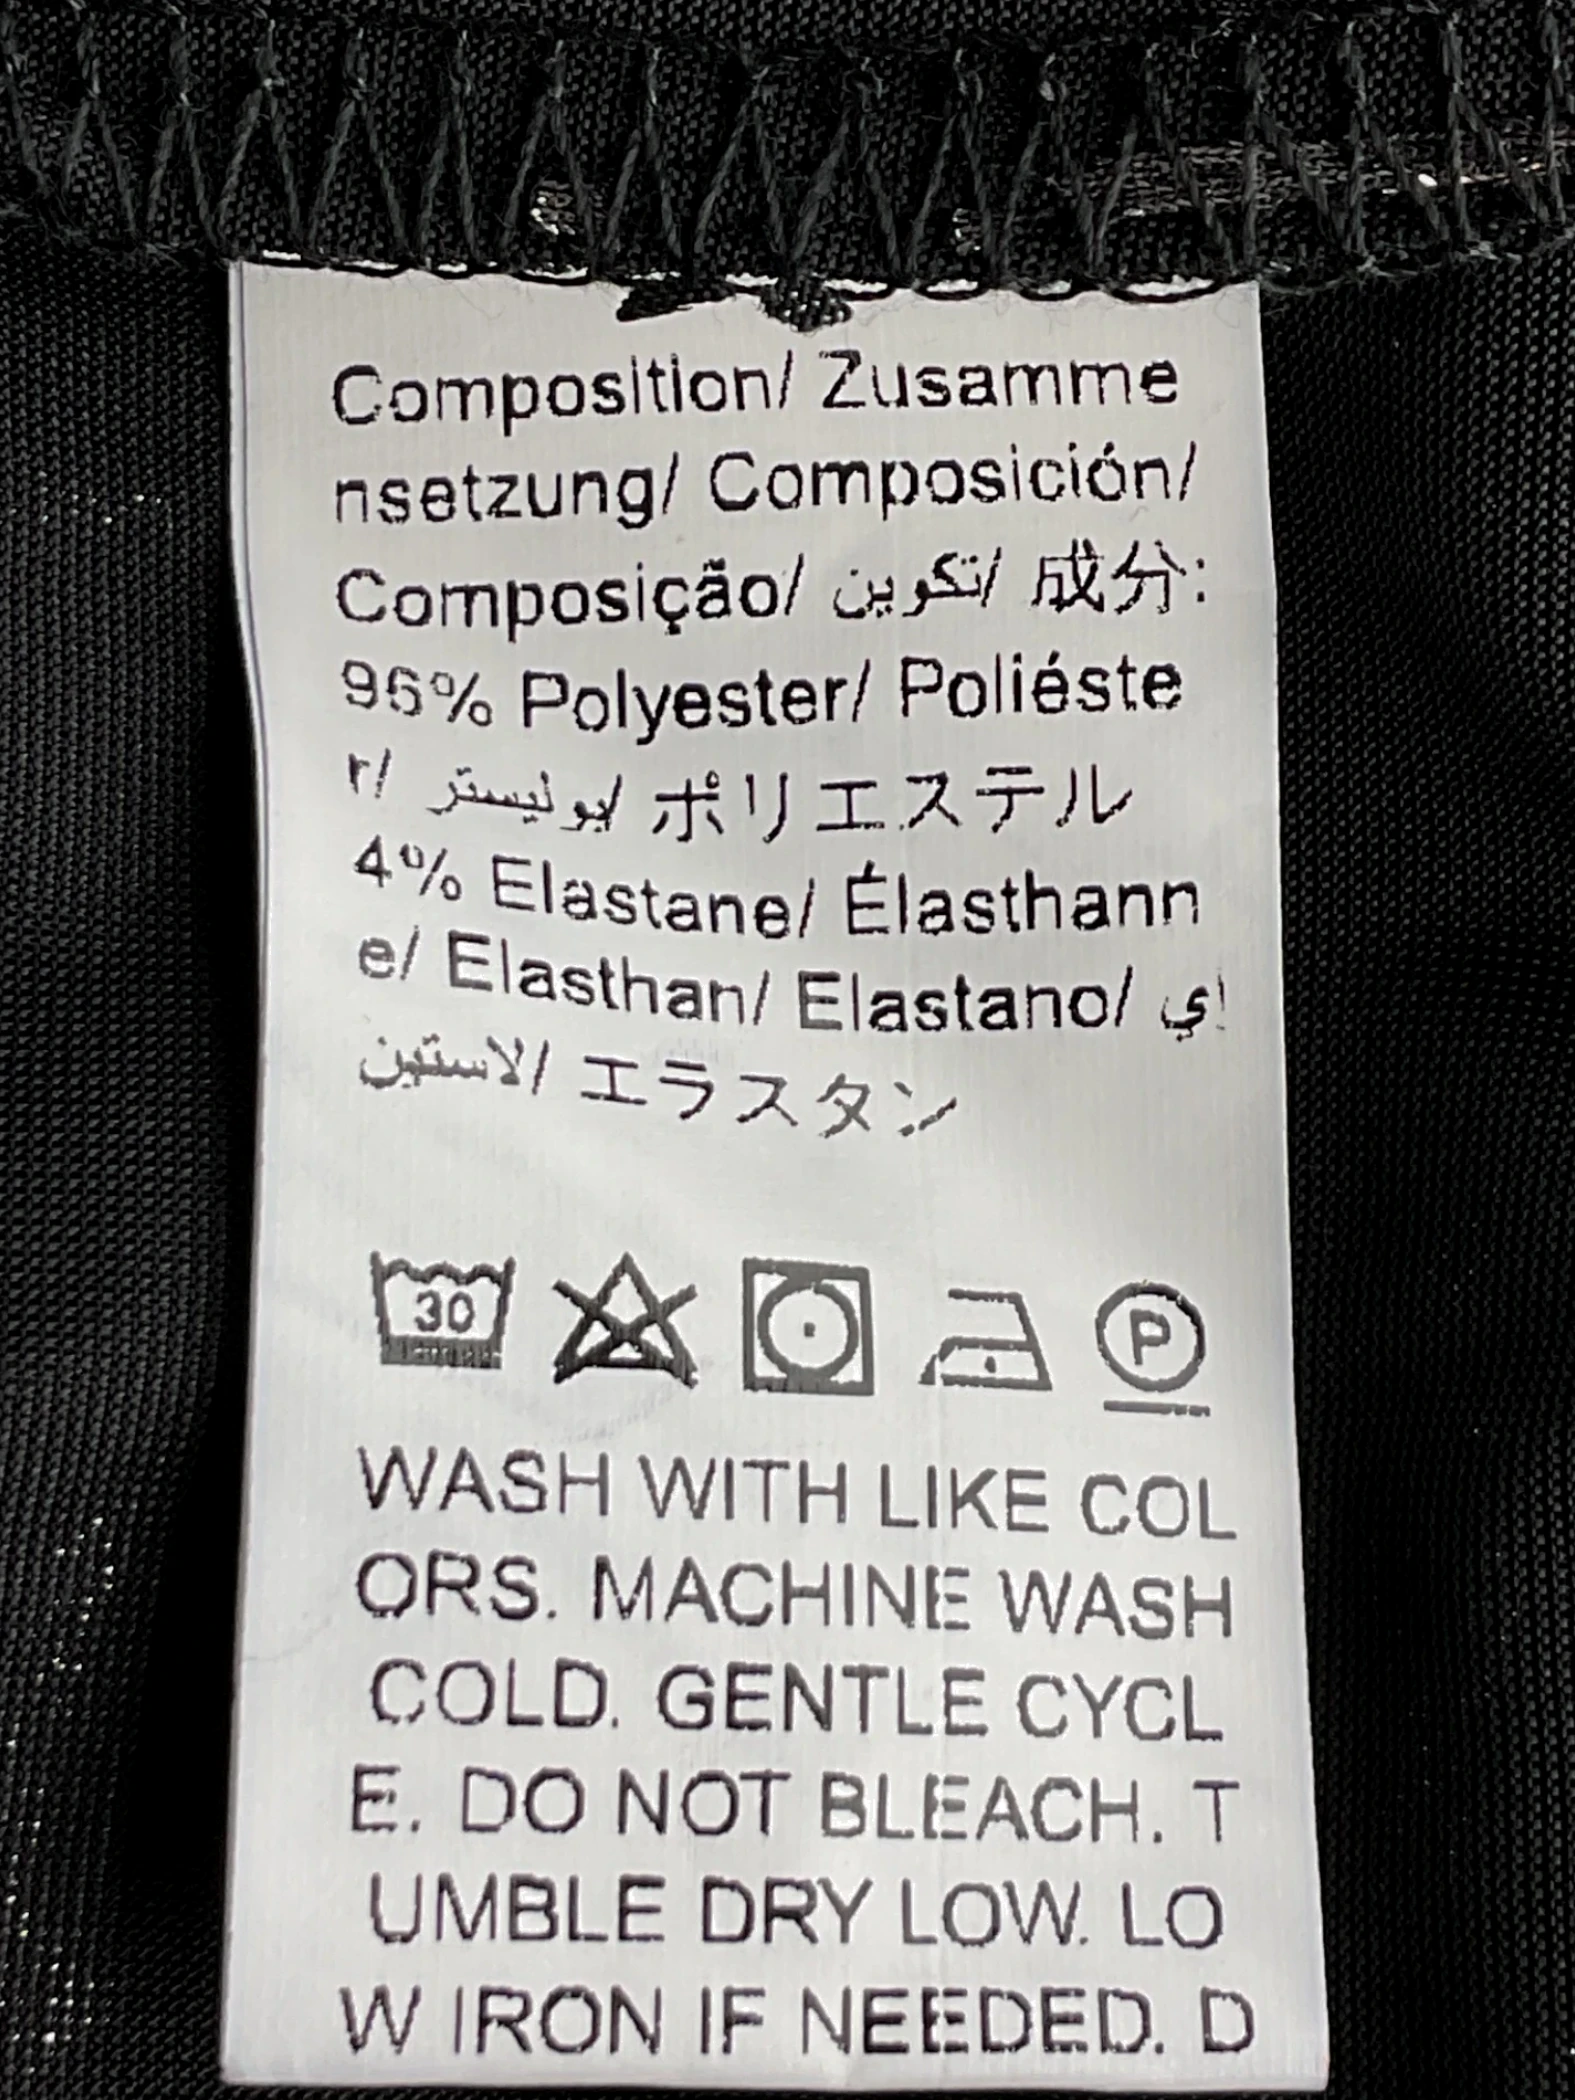 Composition/ Zusamme
nsetzung/ Composición/
Composição/ تكوين/ 成分:
96% Polyester/ Polieéste
r/ بوليستر/ ポリエステル
4% Elastane/ Élasthann
e/ Elasthan/ Elastano/ إي
لاستين/ エラスタン
30
P
WASH WITH LIKE COL
ORS. MACHINE WASH
COLD. GENTLE CYCL
E. DO NOT BLEACH. T
UMBLE DRY LOW. LO
W IRON IF NEEDED. D